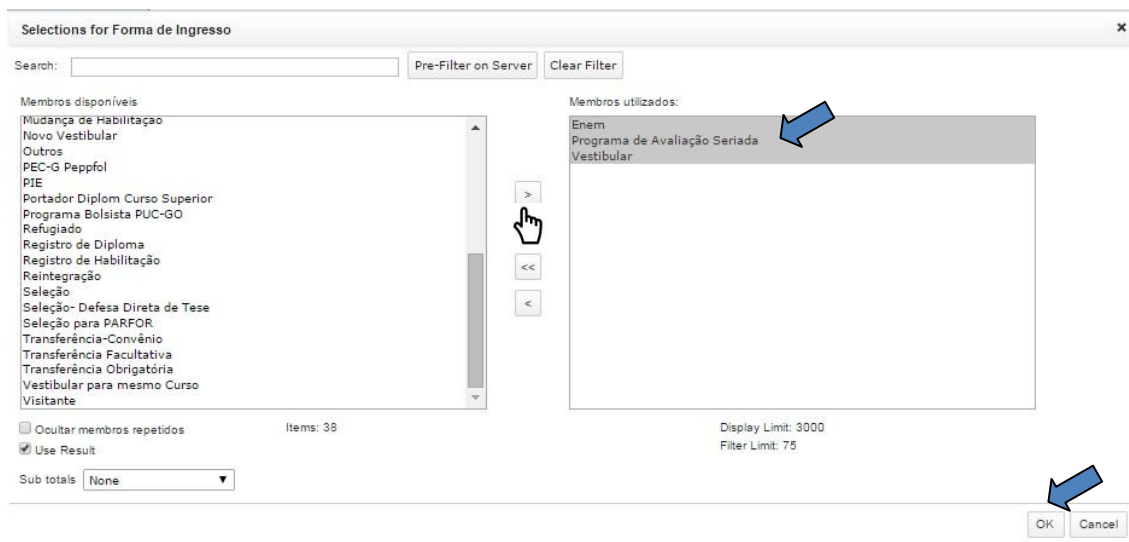 Selections for Forma de Ingresso
×
Search:
Pre-Filter on Server
Clear Filter
Membros disponíveis
Mudança de Habilitação
Novo Vestibular
Outros
PEC-G Peppfol
PIE
Portador Diplom Curso Superior
Programa Bolsista PUC-GO
Refugiado
Registro de Diploma
Registro de Habilitação
Reintegração
Seleção
Seleção- Defesa Direta de Tese
Seleção para PARFOR
Transferência-Convênio
Transferência Facultativa
Transferência Obrigatória
Vestibular para mesmo Curso
Visitante
>
<<
<
Membros utilizados:
Enem
Programa de Avaliação Seriada
Vestibular
Ocultar membros repetidos
Items: 38
Use Result
Display Limit: 3000
Filter Limit: 75
Sub totals
None
OK
Cancel